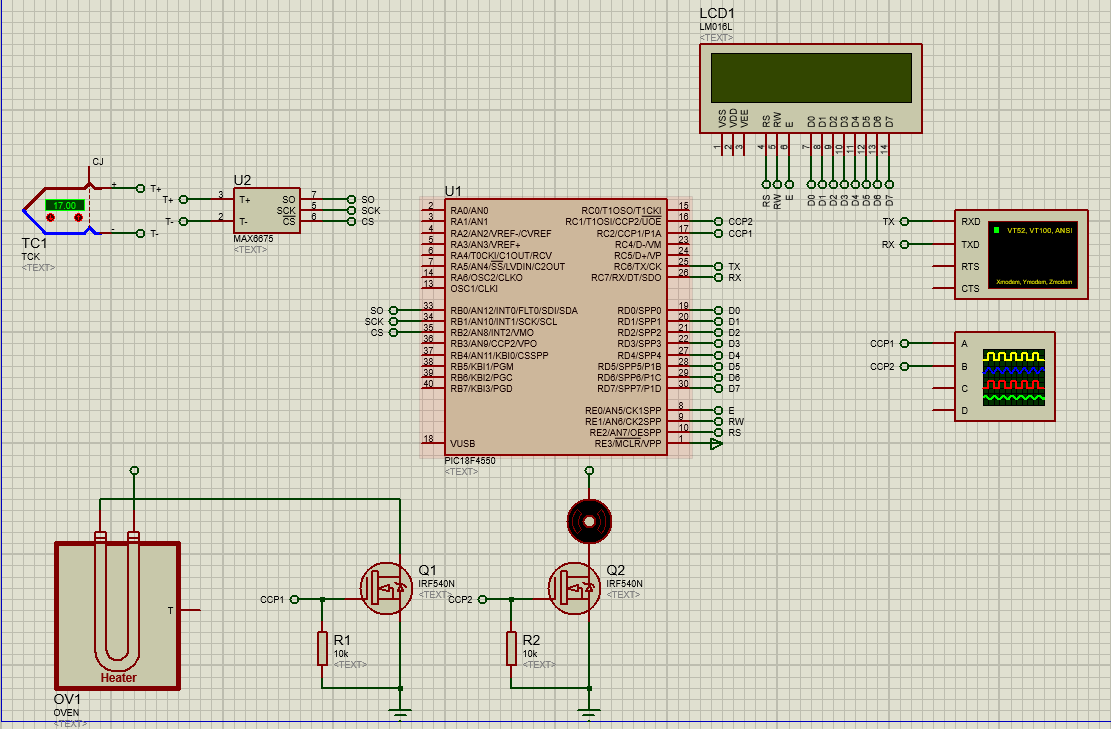 LCD1
LM016L
<TEXT>
VSS VDD VEE RS RW E D0 D1 D2 D3 D4 D5 D6 D7
1 2 3 4 5 6 7 8 9 10 11 12 13 14
RS RW E D0 D1 D2 D3 D4 D5 D6 D7
CJ
+ T+
17.00
- T-
TC1
TCK
<TEXT>
U2
T+ 3 T+ SO 7 SO
SCK 5 SCK
T- 2 T- CS 6 CS
MAX6675
<TEXT>
U1
2 RA0/AN0 RC0/T1OSO/T1CKI 15
3 RA1/AN1 RC1/T1OSI/CCP2/UOE 16 CCP2
4 RA2/AN2/VREF-/CVREF RC2/CCP1/P1A 17 CCP1
5 RA3/AN3/VREF+ RC4/D-/VM 23
6 RA4/T0CKI/C1OUT/RCV RC5/D+/VP 24
7 RA5/AN4/SS/LVDIN/C2OUT RC6/TX/CK 25 TX
14 RA6/OSC2/CLKO RC7/RX/DT/SDO 26 RX
13 OSC1/CLKI
SO 33 RB0/AN12/INT0/FLT0/SDI/SDA RD0/SPP0 19 D0
SCK 34 RB1/AN10/INT1/SCK/SCL RD1/SPP1 20 D1
CS 35 RB2/AN8/INT2/VMO RD2/SPP2 21 D2
36 RB3/AN9/CCP2/VPO RD3/SPP3 22 D3
37 RB4/AN11/KBI0/CSSPP RD4/SPP4 27 D4
38 RB5/KBI1/PGM RD5/SPP5/P1B 28 D5
39 RB6/KBI2/PGC RD6/SPP6/P1C 29 D6
40 RB7/KBI3/PGD RD7/SPP7/P1D 30 D7
RE0/AN5/CK1SPP 8 E
RE1/AN6/CK2SPP 9 RW
RE2/AN7/OESPP 10 RS
18 VUSB RE3/MCLR/VPP 1
PIC18F4550
<TEXT>
TX RXD
RX TXD
RTS
CTS
VT52, VT100, ANSI
Xmodem, Ymodem, Zmodem
CCP1 A
CCP2 B
C
D
T
Heater
OV1
OVEN
<TEXT>
Q1
IRF540N
<TEXT>
CCP1
R1
10k
<TEXT>
Q2
IRF540N
<TEXT>
CCP2
R2
10k
<TEXT>